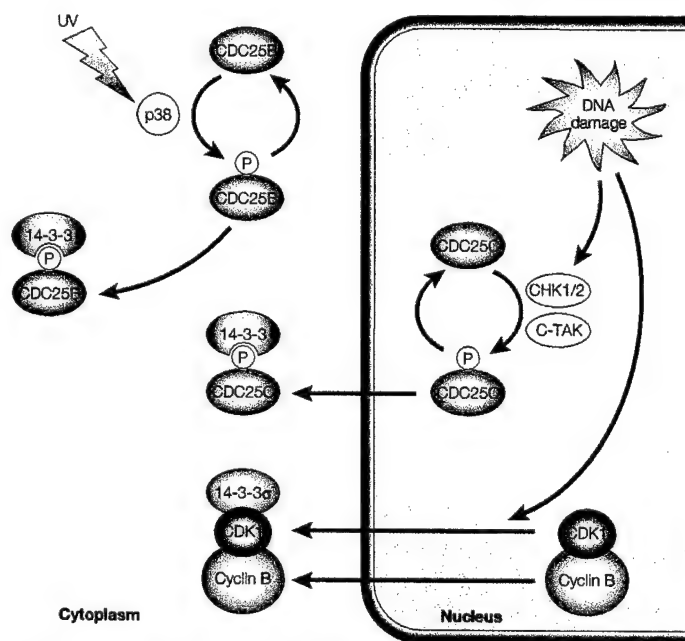 UV
CDC25B
p38
P
CDC25B
14-3-3
P
CDC25B
DNA
damage
CDC25C
CHK1/2
C-TAK
P
CDC25C
14-3-3
P
CDC25C
14-3-3σ
CDK1
Cyclin B
CDK1
Cyclin B
Cytoplasm
Nucleus